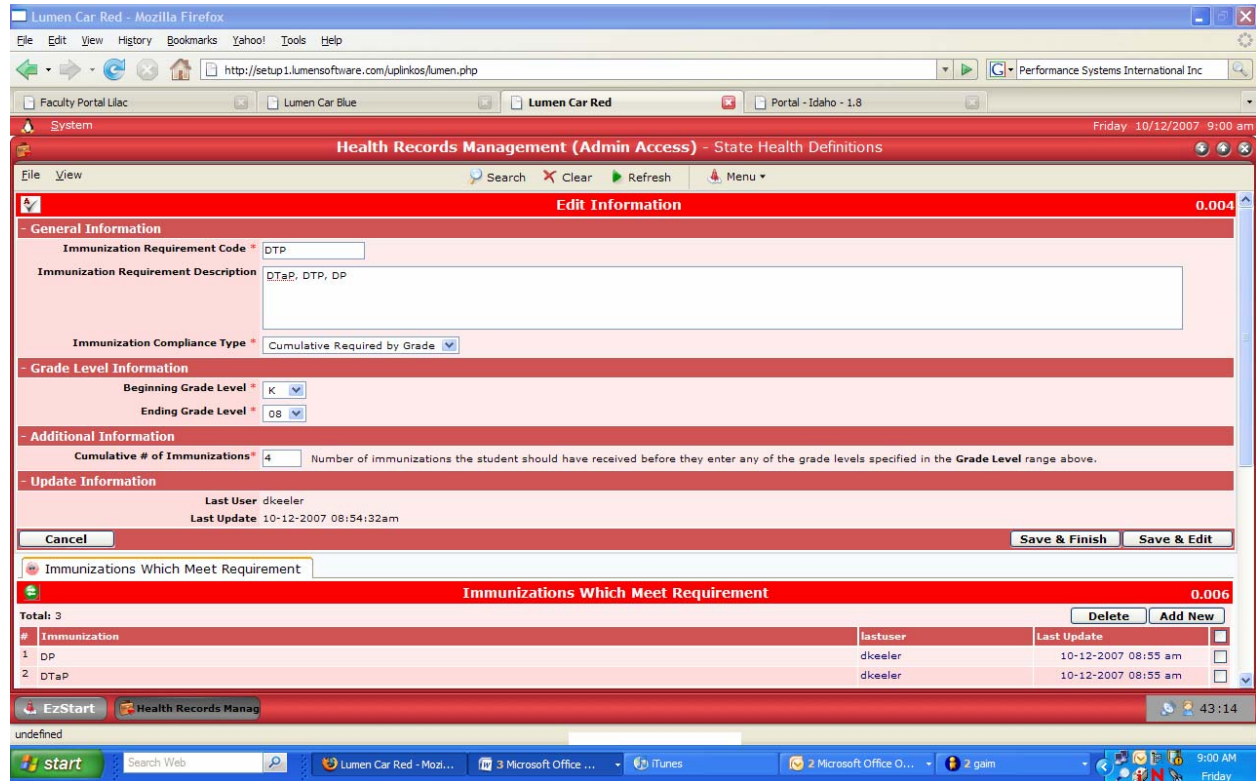 Lumen Car Red - Mozilla Firefox
File Edit View History Bookmarks Yahoo! Tools Help
http://setup1.lumensoftware.com/uplinkos/lumen.php G Performance Systems International Inc
Faculty Portal Lilac Lumen Car Blue Lumen Car Red Portal - Idaho - 1.8
System Friday 10/12/2007 9:00 am
Health Records Management (Admin Access) - State Health Definitions
File View Search Clear Refresh Menu
Edit Information 0.004
- General Information
Immunization Requirement Code * DTP
Immunization Requirement Description DTaP, DTP, DP
Immunization Compliance Type * Cumulative Required by Grade
- Grade Level Information
Beginning Grade Level * K
Ending Grade Level * 08
- Additional Information
Cumulative # of Immunizations* 4 Number of immunizations the student should have received before they enter any of the grade levels specified in the Grade Level range above.
- Update Information
Last User dkeeler
Last Update 10-12-2007 08:54:32am
Cancel Save & Finish Save & Edit
Immunizations Which Meet Requirement
Immunizations Which Meet Requirement 0.006
Total: 3 Delete Add New
# Immunization lastuser Last Update
1 DP dkeeler 10-12-2007 08:55 am
2 DTaP dkeeler 10-12-2007 08:55 am
EzStart Health Records Manag 43:14
undefined
start Search Web Lumen Car Red - Mozi... 3 Microsoft Office ... iTunes 2 Microsoft Office O... 2 gaim 9:00 AM
Friday